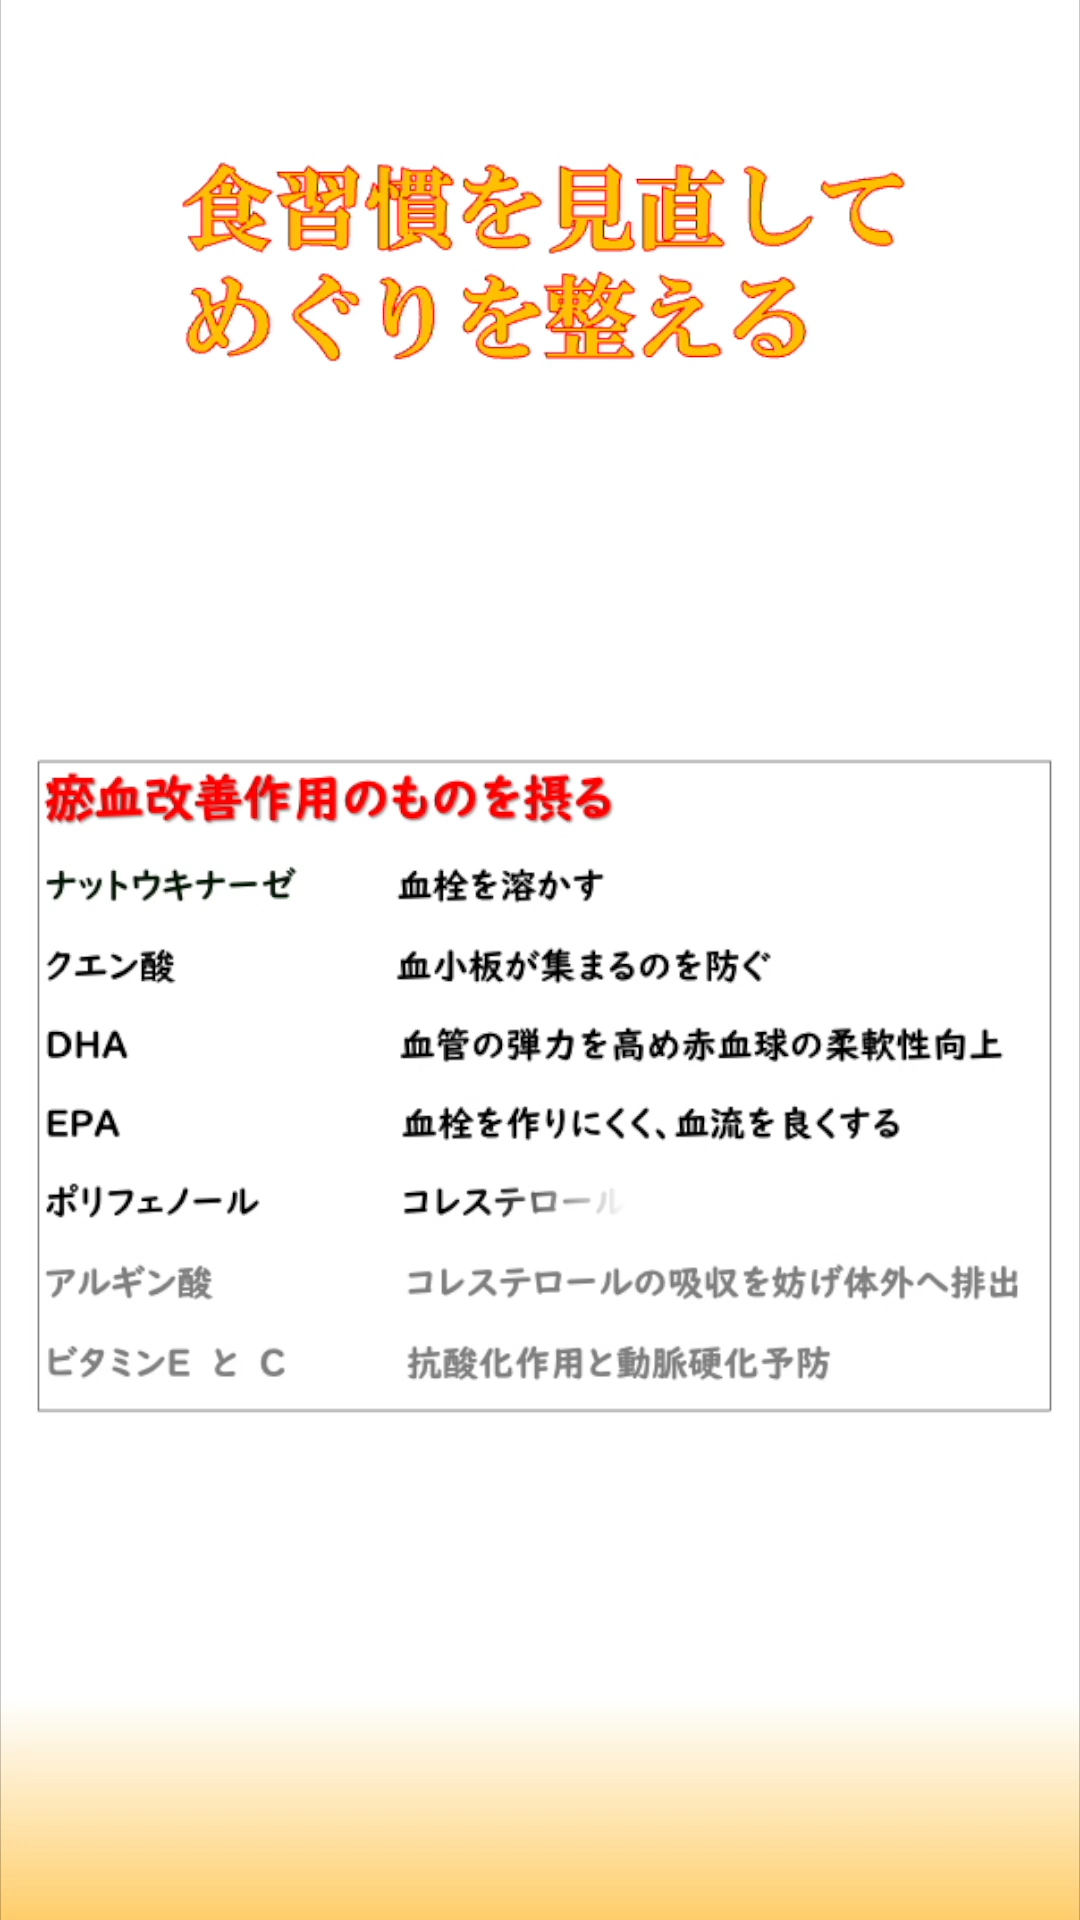 食習慣を見直して
めぐりを整える
瘀血改善作用のものを摂る
ナットウキナーゼ 血栓を溶かす
クエン酸 血小板が集まるのを防ぐ
DHA 血管の弾力を高め赤血球の柔軟性向上
EPA 血栓を作りにくく、血流を良くする
ポリフェノール コレステロール
アルギン酸 コレステロールの吸収を妨げ体外へ排出
ビタミンE と C 抗酸化作用と動脈硬化予防